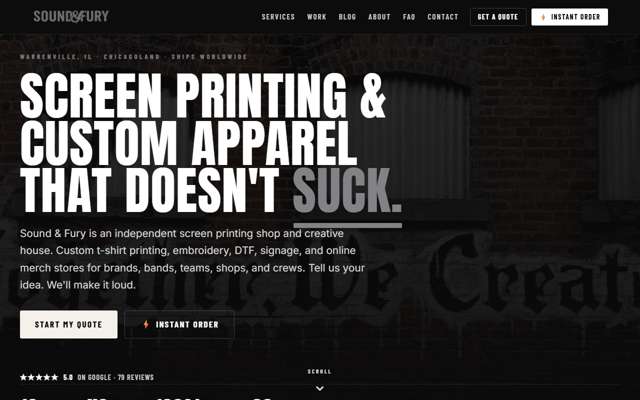 SOUND&FURY
SERVICES WORK BLOG ABOUT FAQ CONTACT GET A QUOTE INSTANT ORDER
WARRENVILLE, IL · CHICAGOLAND · SHIPS WORLDWIDE
SCREEN PRINTING &
CUSTOM APPAREL
THAT DOESN'T SUCK.
Sound & Fury is an independent screen printing shop and creative
house. Custom t-shirt printing, embroidery, DTF, signage, and online
merch stores for brands, bands, teams, shops, and crews. Tell us your
idea. We'll make it loud.
together, We Creat
START MY QUOTE INSTANT ORDER
SCROLL
★★★★★ 5.0 ON GOOGLE · 79 REVIEWS